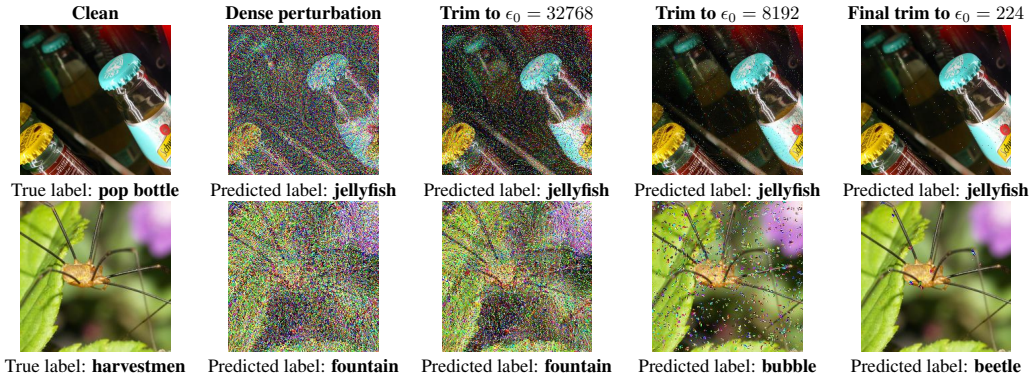 Clean Dense perturbation Trim to ϵ₀ = 32768 Trim to ϵ₀ = 8192 Final trim to ϵ₀ = 224
True label: pop bottle Predicted label: jellyfish Predicted label: jellyfish Predicted label: jellyfish Predicted label: jellyfish
True label: harvestmen Predicted label: fountain Predicted label: fountain Predicted label: bubble Predicted label: beetle